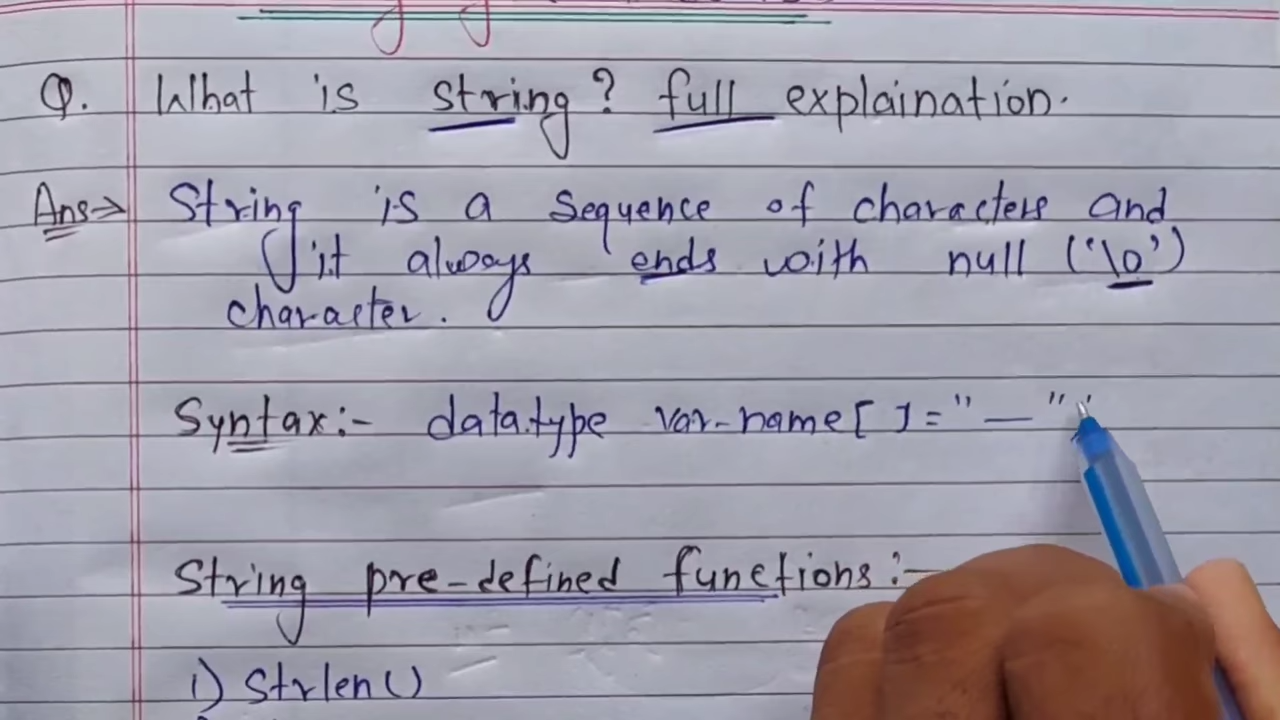 Q. What is string? full explaination.
Ans⇒ String is a sequence of characters and
it always ends with null ('\0')
character.
Syntax:- datatype var-name[ ]="—"
String pre-defined functions:-
1) Strlen()